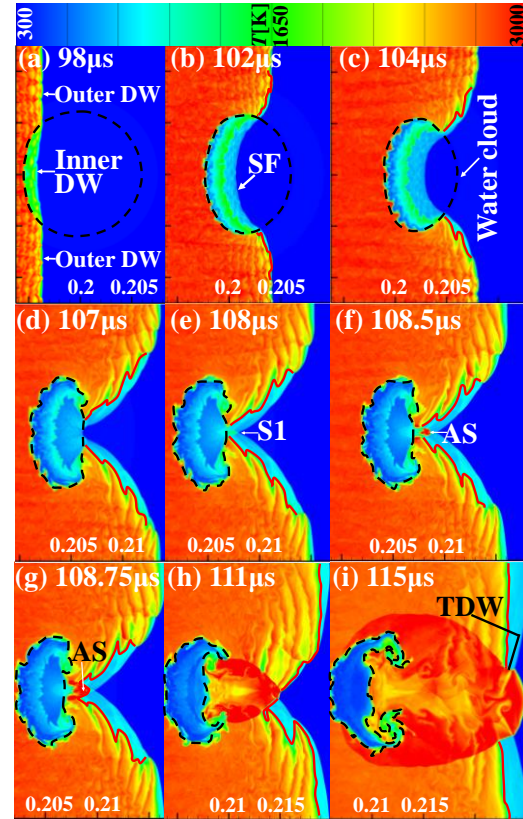 300 T[K] 1650 3000
(a) 98μs (b) 102μs (c) 104μs
Outer DW
Inner
DW
SF
Water cloud
Outer DW
0.2 0.205 0.2 0.205 0.2 0.205
(d) 107μs (e) 108μs (f) 108.5μs
S1 AS
0.205 0.21 0.205 0.21 0.205 0.21
(g) 108.75μs (h) 111μs (i) 115μs
TDW
AS
0.205 0.21 0.21 0.215 0.21 0.215